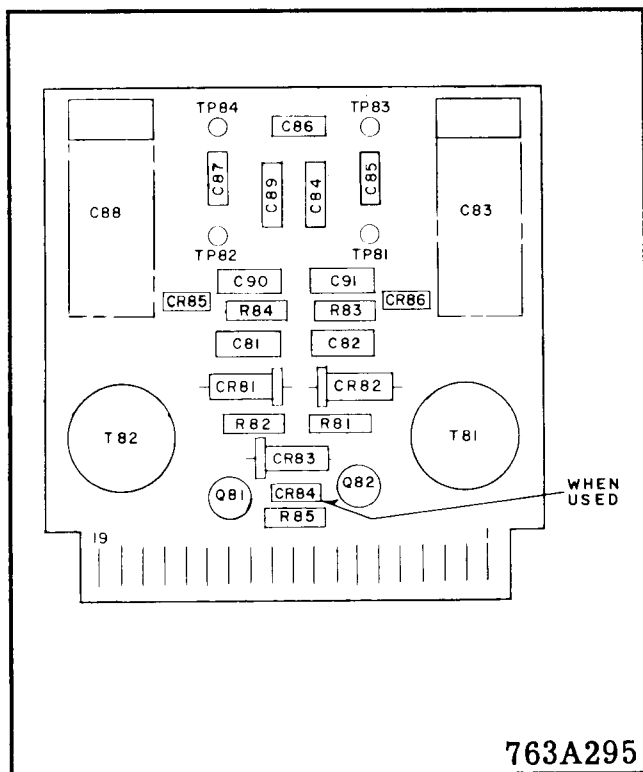 TP84 TP83
C86
C87 C89 C84 C85
C88 C83
TP82 TP81
C90 C91
CR85 CR86
R84 R83
C81 C82
CR81 CR82
R82 R81
T82 T81
CR83
Q81 CR84 Q82
WHEN
USED
R85
19
763A295